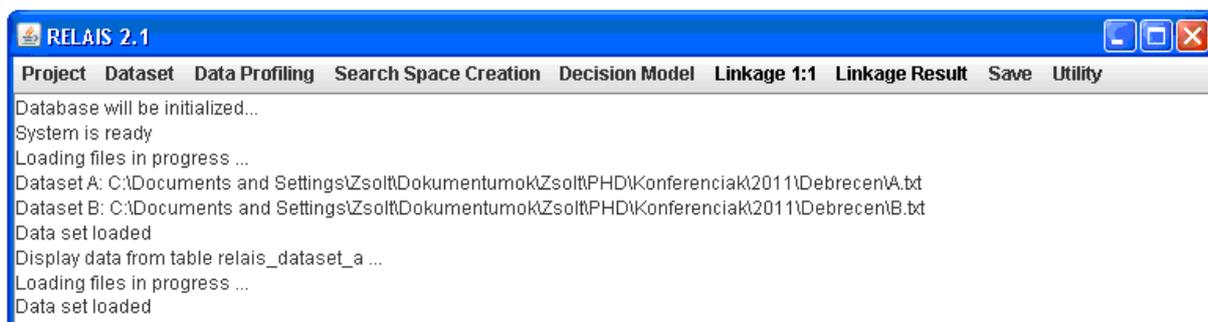 RELAIS 2.1
Project Dataset Data Profiling Search Space Creation Decision Model Linkage 1:1 Linkage Result Save Utility
Database will be initialized...
System is ready
Loading files in progress ...
Dataset A: C:\Documents and Settings\Zsolt\Dokumentumok\Zsolt\PHD\Konferenciak\2011\Debrecen\A.txt
Dataset B: C:\Documents and Settings\Zsolt\Dokumentumok\Zsolt\PHD\Konferenciak\2011\Debrecen\B.txt
Data set loaded
Display data from table relais_dataset_a ...
Loading files in progress ...
Data set loaded